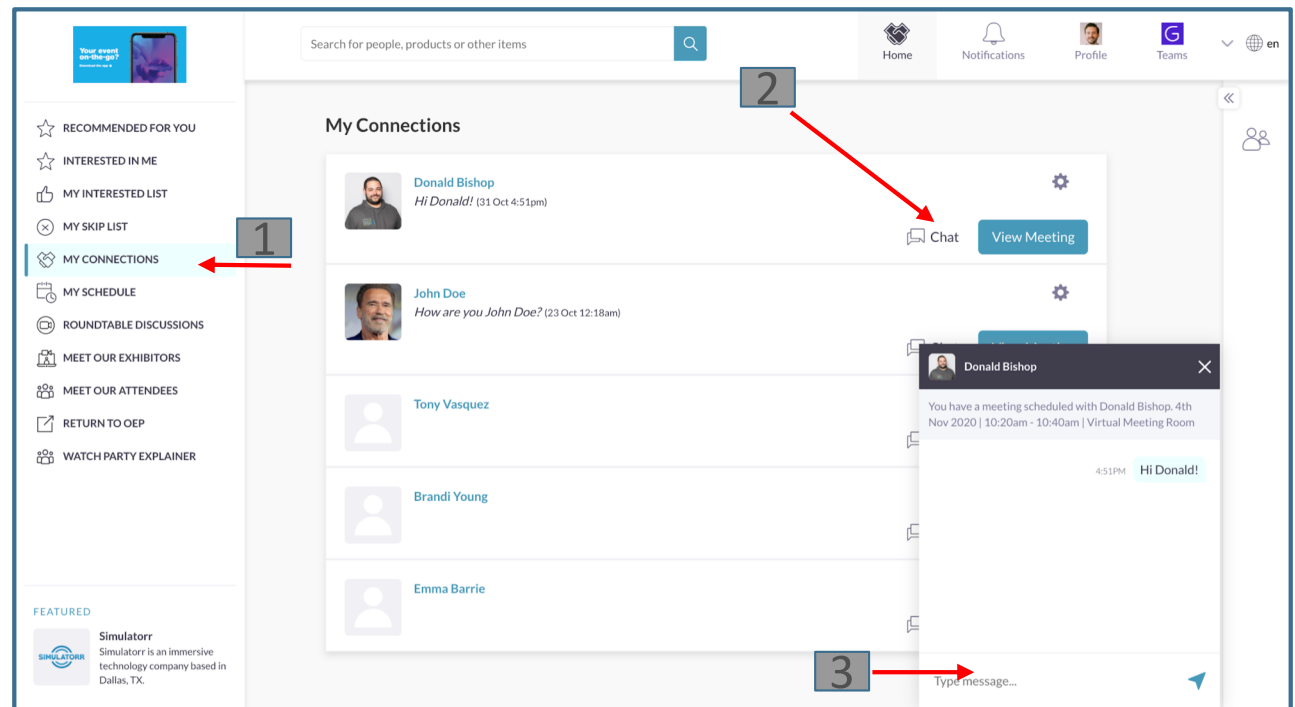 Your event
on-the-go?
Download the app
Search for people, products or other items
Home
Notifications
Profile
G
Teams
en
RECOMMENDED FOR YOU
INTERESTED IN ME
MY INTERESTED LIST
MY SKIP LIST
MY CONNECTIONS
MY SCHEDULE
ROUNDTABLE DISCUSSIONS
MEET OUR EXHIBITORS
MEET OUR ATTENDEES
RETURN TO OEP
WATCH PARTY EXPLAINER
FEATURED
SIMULATORR
Simulatorr
Simulatorr is an immersive
technology company based in
Dallas, TX.
1
2
My Connections
Donald Bishop
Hi Donald! (31 Oct 4:51pm)
Chat
View Meeting
John Doe
How are you John Doe? (23 Oct 12:18am)
Tony Vasquez
Brandi Young
Emma Barrie
Donald Bishop
You have a meeting scheduled with Donald Bishop. 4th
Nov 2020 | 10:20am - 10:40am | Virtual Meeting Room
4:51PM Hi Donald!
3
Type message...